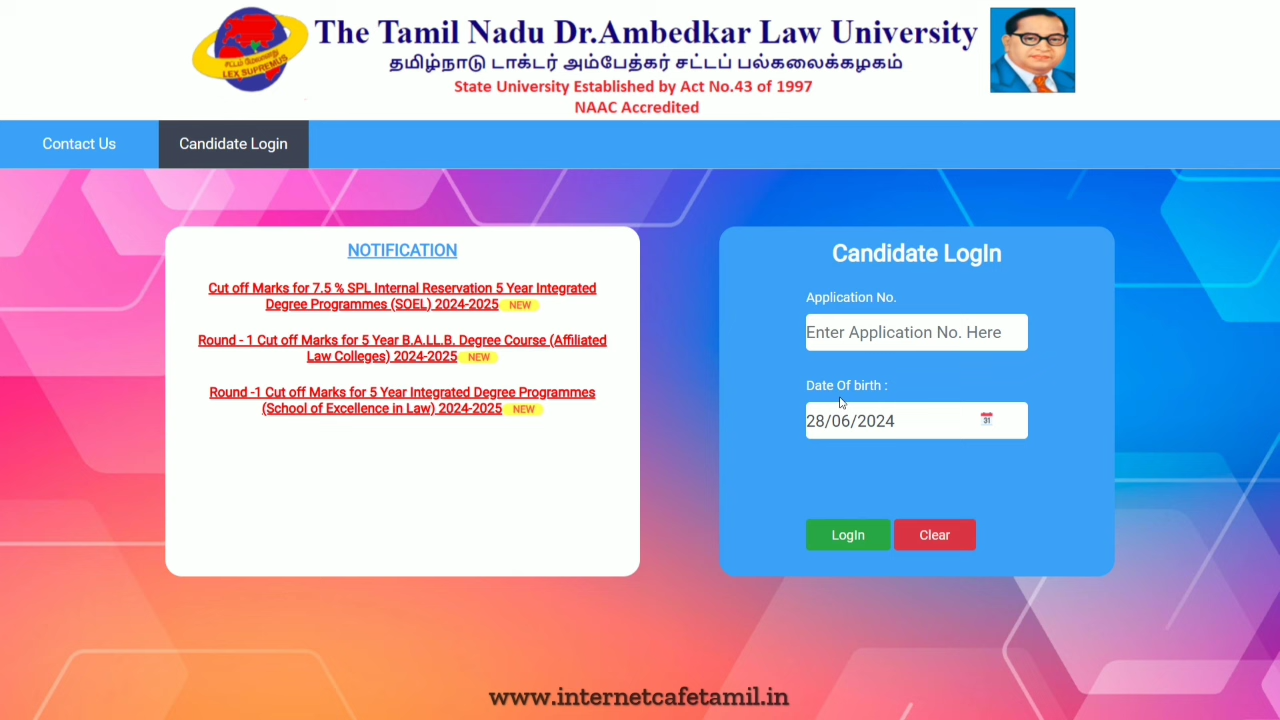 The Tamil Nadu Dr.Ambedkar Law University
தமிழ்நாடு டாக்டர் அம்பேத்கர் சட்டப் பல்கலைக்கழகம்
State University Established by Act No.43 of 1997
NAAC Accredited
LEX SUPREMUS
Contact Us
Candidate Login
NOTIFICATION
Cut off Marks for 7.5 % SPL Internal Reservation 5 Year Integrated
Degree Programmes (SOEL) 2024-2025 NEW
Round - 1 Cut off Marks for 5 Year B.A.LL.B. Degree Course (Affiliated
Law Colleges) 2024-2025 NEW
Round -1 Cut off Marks for 5 Year Integrated Degree Programmes
(School of Excellence in Law) 2024-2025 NEW
Candidate LogIn
Application No.
Enter Application No. Here
Date Of birth :
28/06/2024
31
LogIn
Clear
www.internetcafetamil.in